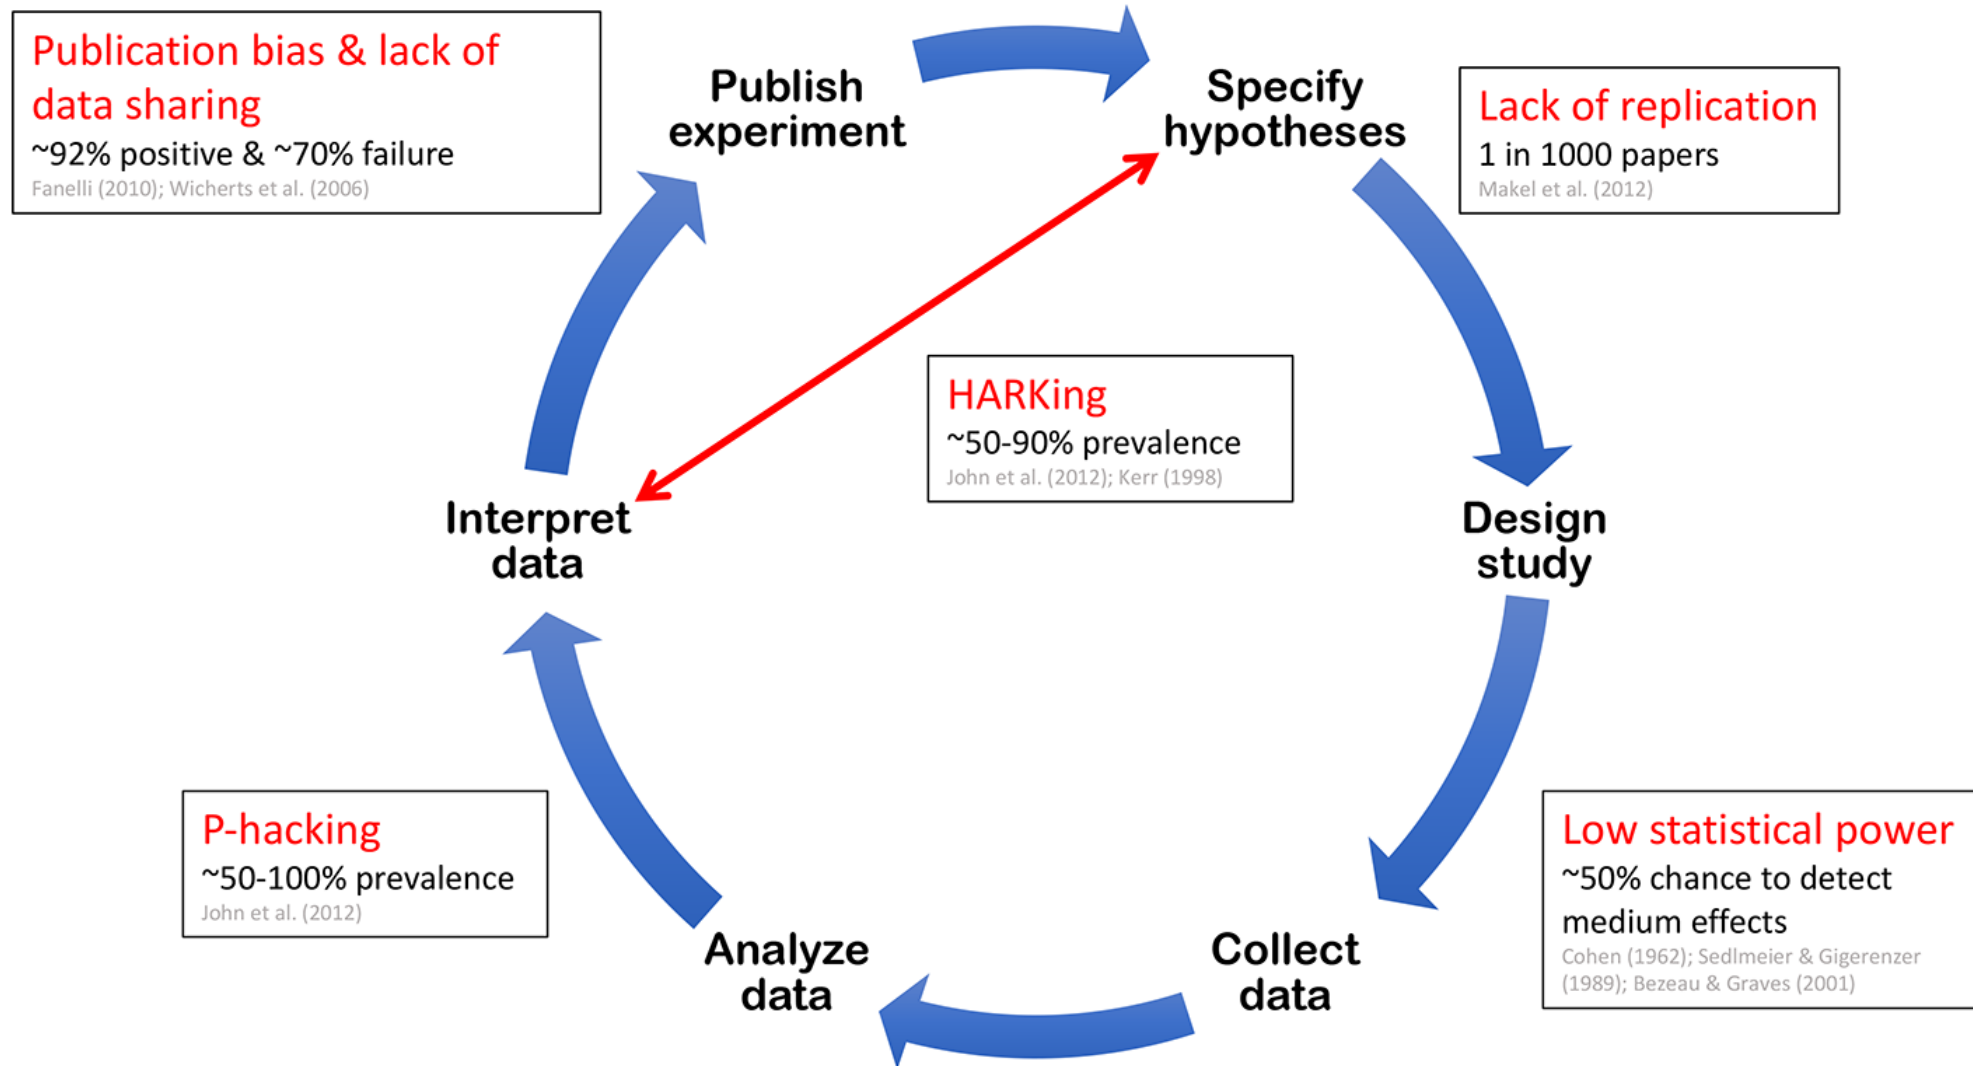 Publication bias & lack of
data sharing
~92% positive & ~70% failure
Fanelli (2010); Wicherts et al. (2006)
Publish
experiment
Specify
hypotheses
Lack of replication
1 in 1000 papers
Makel et al. (2012)
HARKing
~50-90% prevalence
John et al. (2012); Kerr (1998)
Interpret
data
Design
study
P-hacking
~50-100% prevalence
John et al. (2012)
Low statistical power
~50% chance to detect
medium effects
Cohen (1962); Sedlmeier & Gigerenzer
(1989); Bezeau & Graves (2001)
Analyze
data
Collect
data